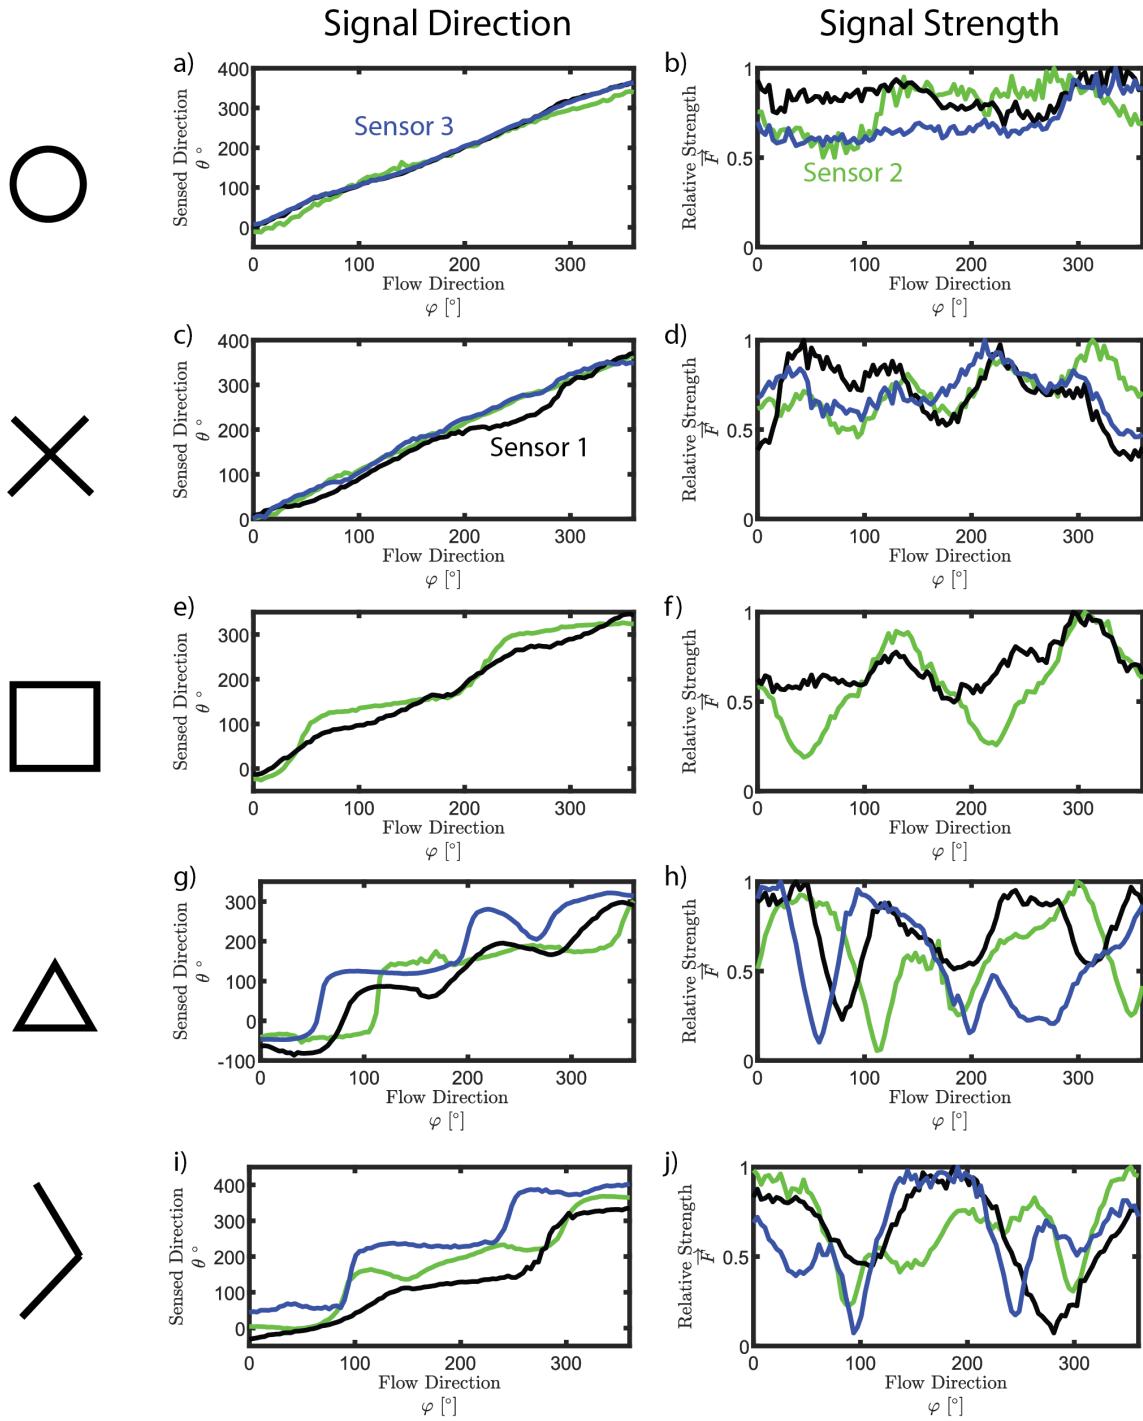 Signal Direction
Signal Strength
a)
400
300
200
100
0
Sensed Direction
θ °
Sensor 3
0 100 200 300
Flow Direction
φ [°]
b)
1
0.5
0
Relative Strength
F
Sensor 2
0 100 200 300
Flow Direction
φ [°]
c)
400
300
200
100
0
Sensed Direction
θ °
Sensor 1
0 100 200 300
Flow Direction
φ [°]
d)
1
0.5
0
Relative Strength
F
0 100 200 300
Flow Direction
φ [°]
e)
300
200
100
0
Sensed Direction
θ °
0 100 200 300
Flow Direction
φ [°]
f)
1
0.5
0
Relative Strength
F
0 100 200 300
Flow Direction
φ [°]
g)
300
200
100
0
-100
Sensed Direction
θ °
0 100 200 300
Flow Direction
φ [°]
h)
1
0.5
0
Relative Strength
F
0 100 200 300
Flow Direction
φ [°]
i)
400
300
200
100
0
Sensed Direction
θ °
0 100 200 300
Flow Direction
φ [°]
j)
1
0.5
0
Relative Strength
F
0 100 200 300
Flow Direction
φ [°]